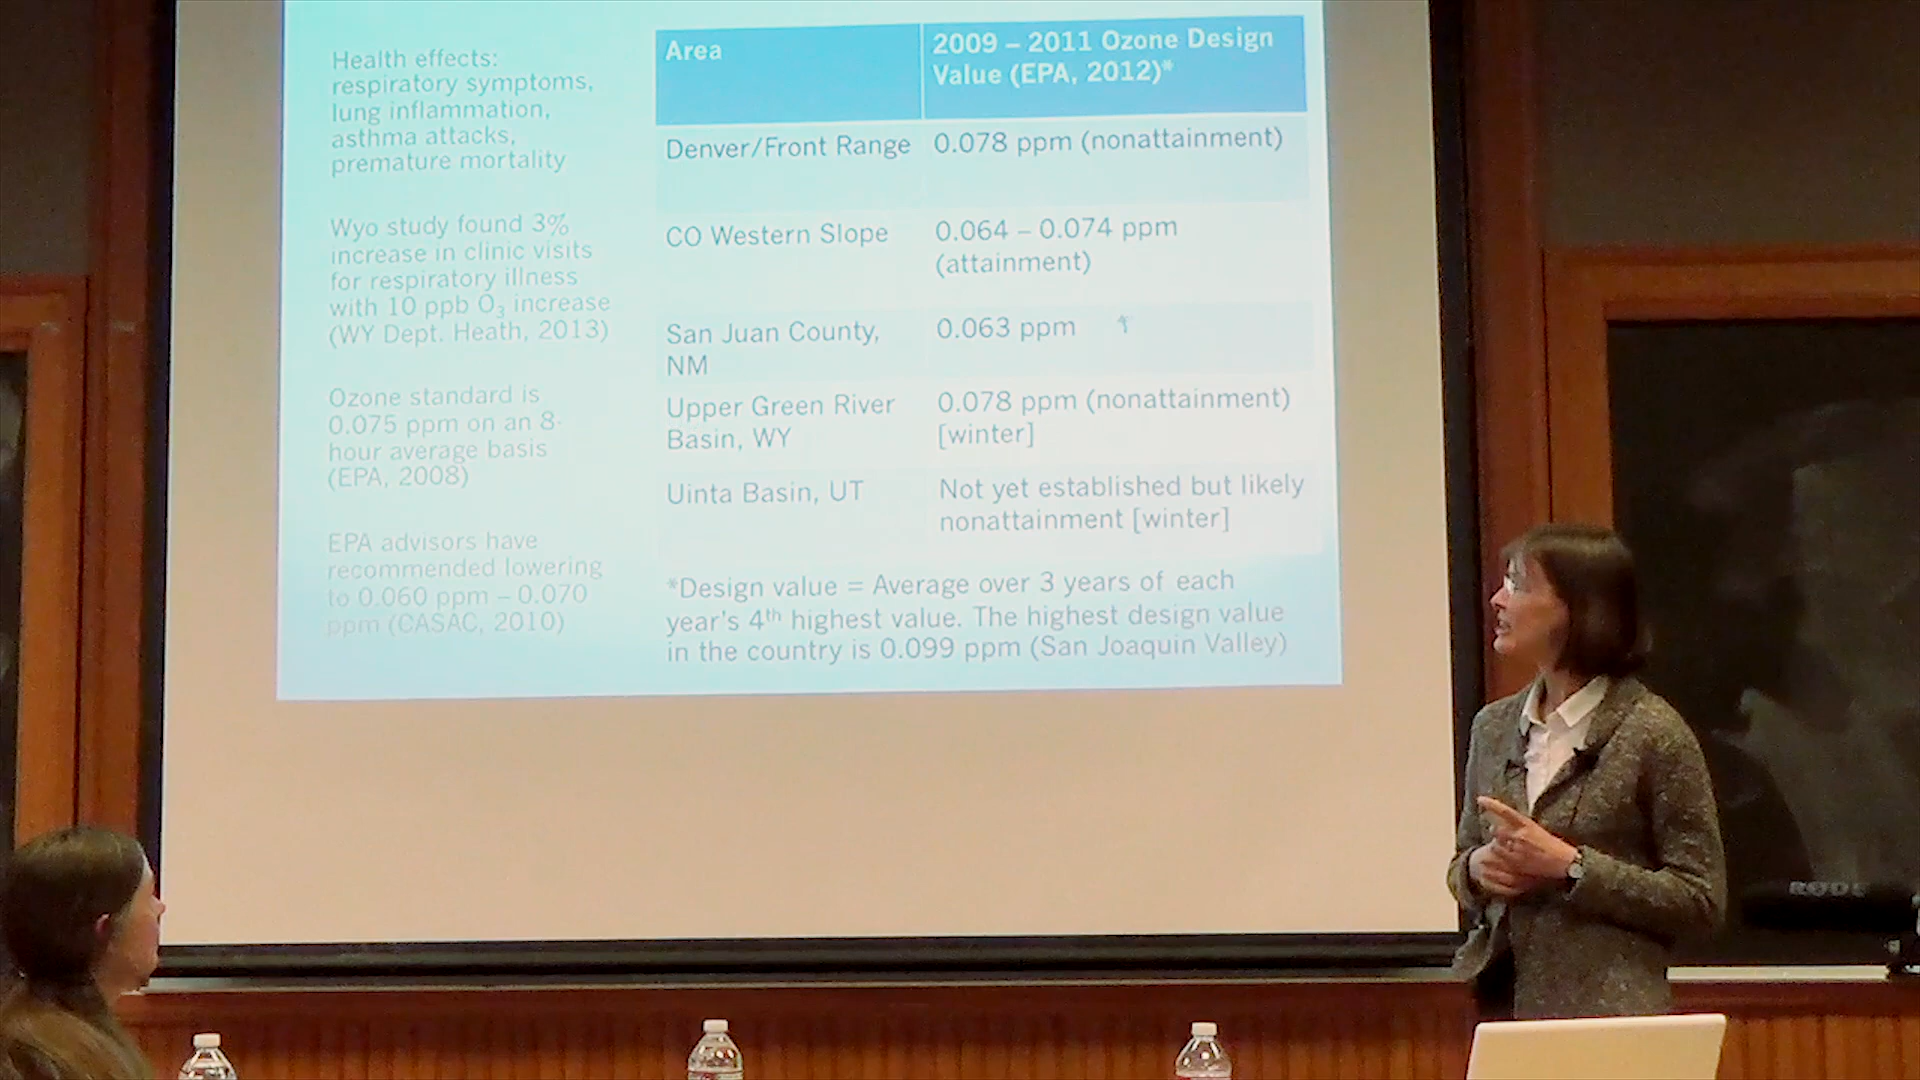 Health effects:
respiratory symptoms,
lung inflammation,
asthma attacks,
premature mortality
Wyo study found 3%
increase in clinic visits
for respiratory illness
with 10 ppb O₃ increase
(WY Dept. Heath, 2013)
Ozone standard is
0.075 ppm on an 8-
hour average basis
(EPA, 2008)
EPA advisors have
recommended lowering
to 0.060 ppm – 0.070
ppm (CASAC, 2010)
Area
2009 – 2011 Ozone Design
Value (EPA, 2012)*
Denver/Front Range
0.078 ppm (nonattainment)
CO Western Slope
0.064 – 0.074 ppm
(attainment)
San Juan County,
NM
0.063 ppm
Upper Green River
Basin, WY
0.078 ppm (nonattainment)
[winter]
Uinta Basin, UT
Not yet established but likely
nonattainment [winter]
*Design value = Average over 3 years of each
year's 4th highest value. The highest design value
in the country is 0.099 ppm (San Joaquin Valley)
RØDE